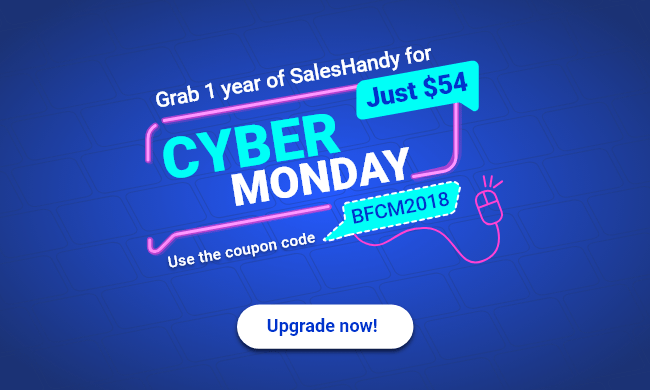 Grab 1 year of SalesHandy for
Just $54
CYBER
MONDAY
Use the coupon code
BFCM2018
Upgrade now!